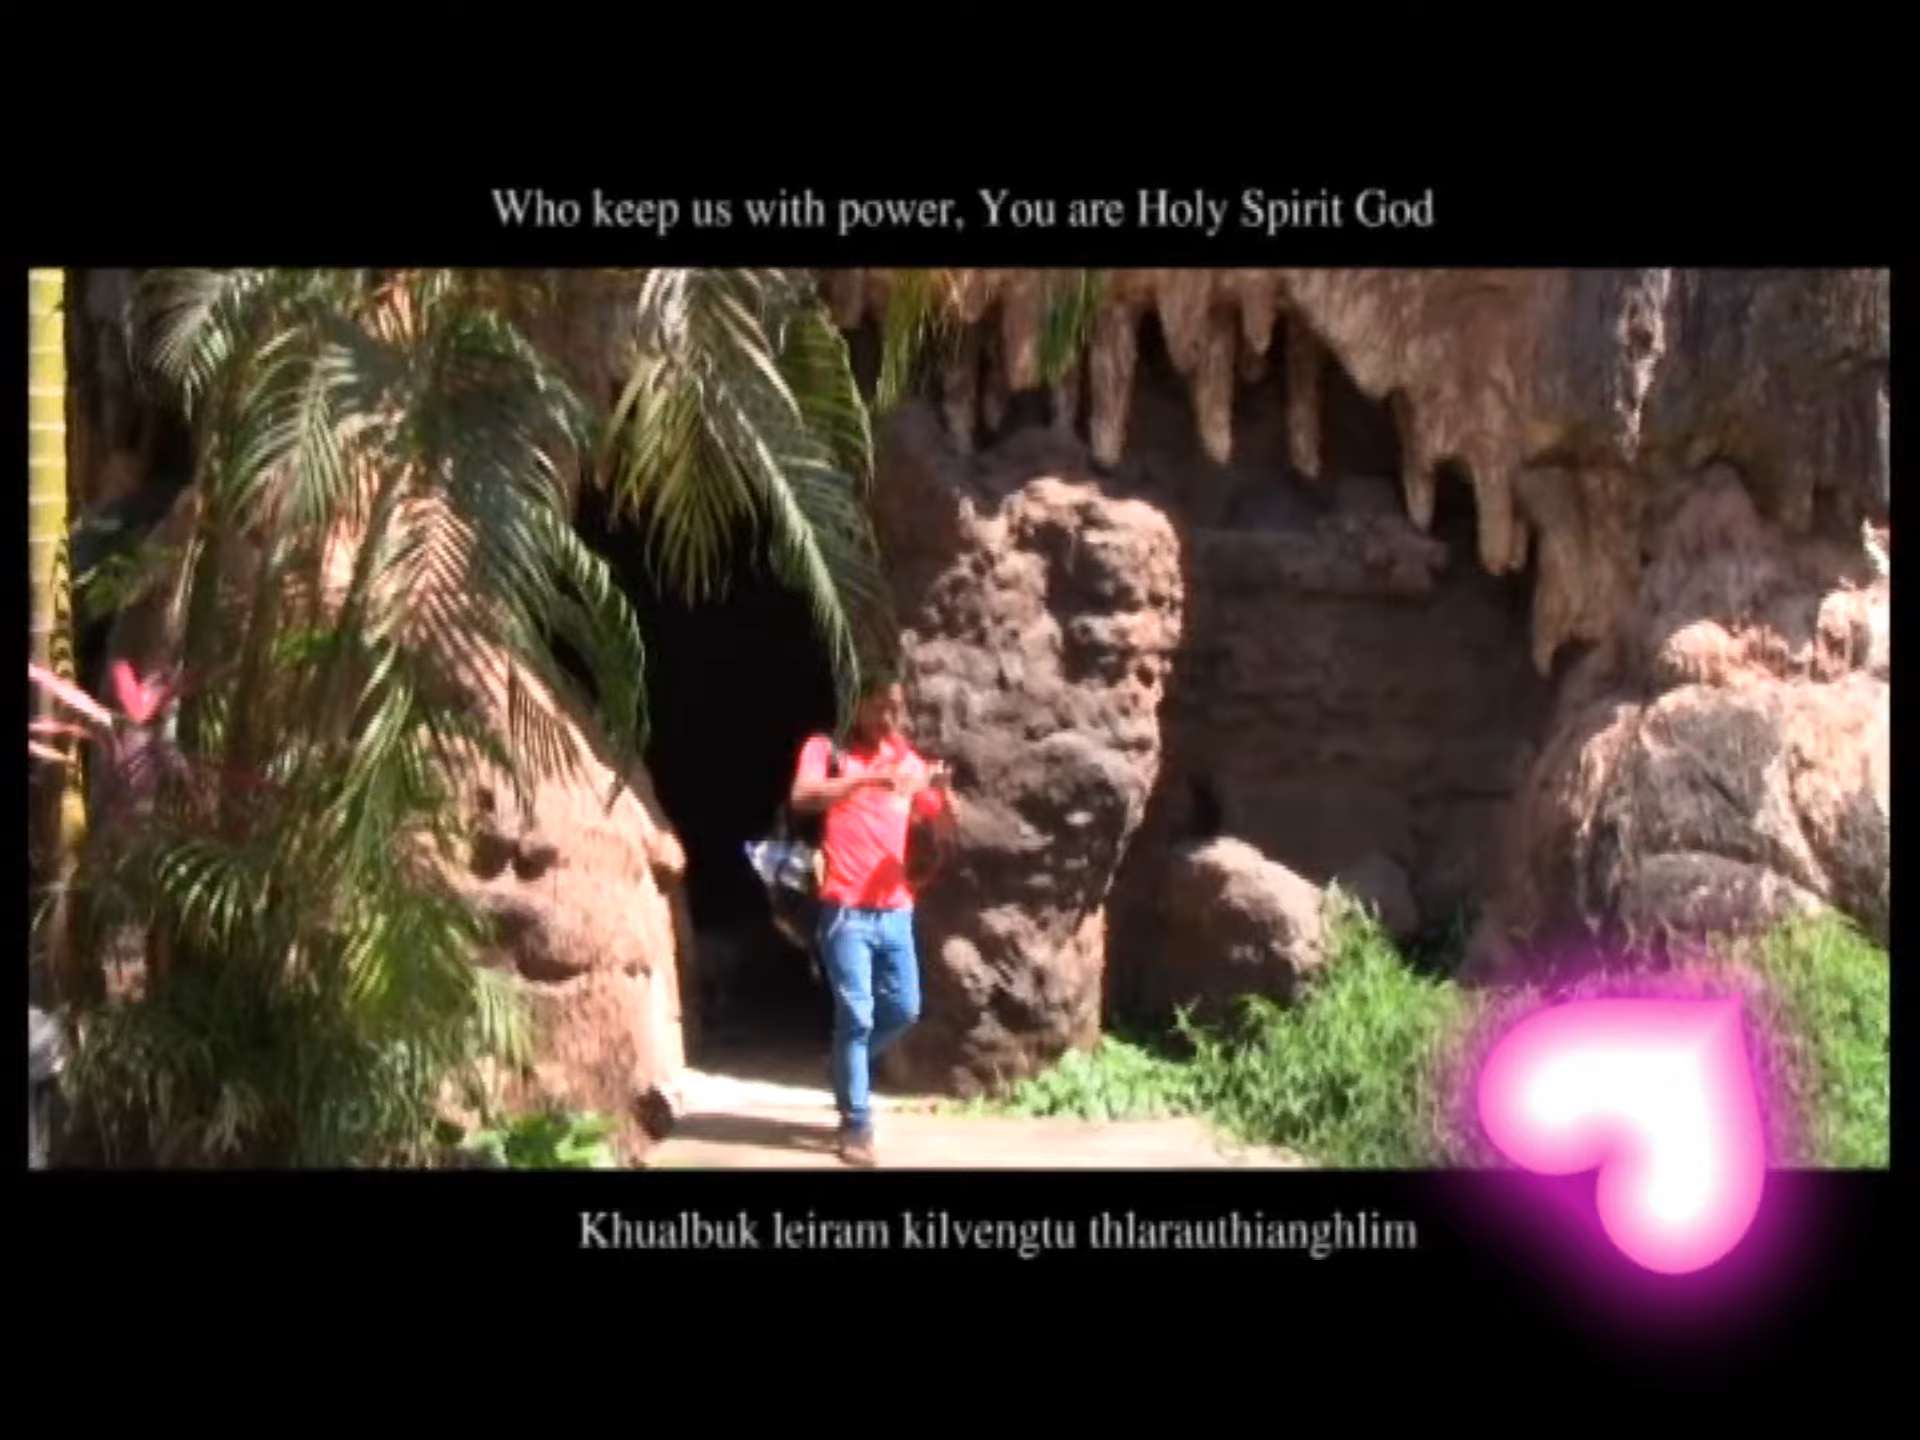 Who keep us with power, You are Holy Spirit God
Khualbuk leiram kilvengtu thlarauthianghlim